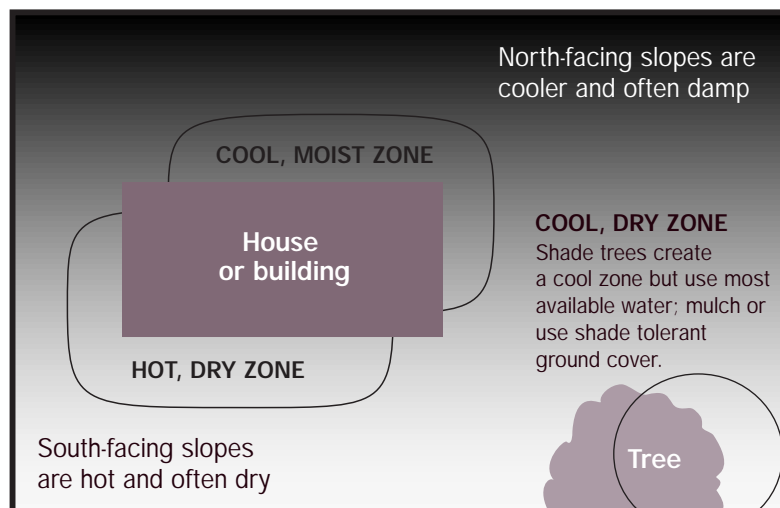 North-facing slopes are
cooler and often damp
COOL, MOIST ZONE
House
or building
COOL, DRY ZONE
Shade trees create
a cool zone but use most
available water; mulch or
use shade tolerant
ground cover.
HOT, DRY ZONE
South-facing slopes
are hot and often dry
Tree